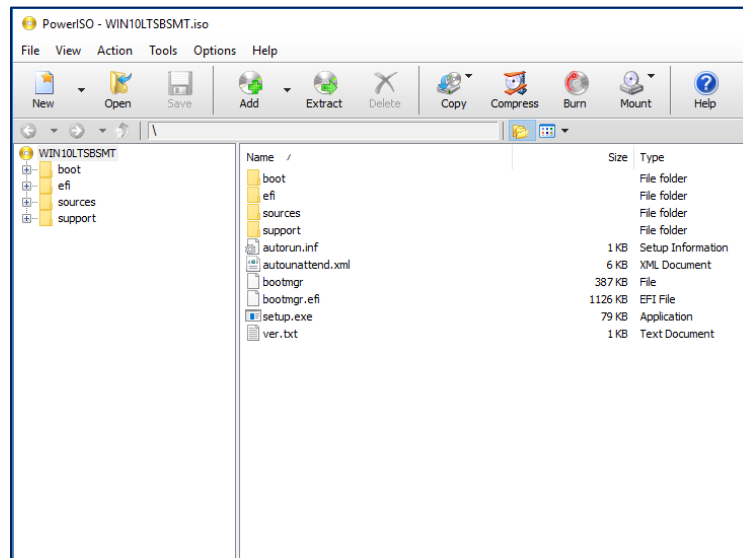 PowerISO - WIN10LTSBSMT.iso
File View Action Tools Options Help
New Open Save Add Extract Delete Copy Compress Burn Mount Help
\
WIN10LTSBSMT
boot
efi
sources
support
Name Size Type
boot File folder
efi File folder
sources File folder
support File folder
autorun.inf 1 KB Setup Information
autounattend.xml 6 KB XML Document
bootmgr 387 KB File
bootmgr.efi 1126 KB EFI File
setup.exe 79 KB Application
ver.txt 1 KB Text Document